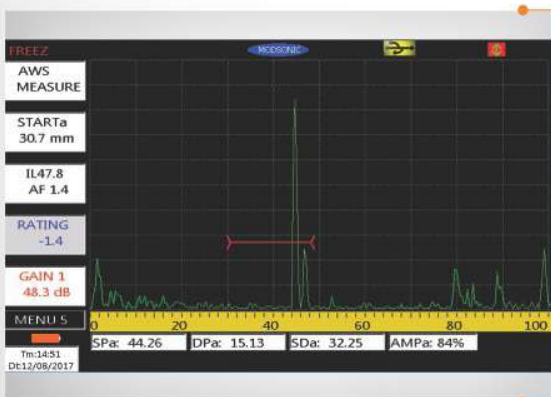 FREEZ
MODSONIC
AWS
MEASURE
STARTa
30.7 mm
IL47.8
AF 1.4
RATING
-1.4
GAIN 1
48.3 dB
MENU 5
0 20 40 60 80 100
SPa: 44.26 DPa: 15.13 SDa: 32.25 AMPa: 84%
Tm:14:51
Dt:12/08/2017